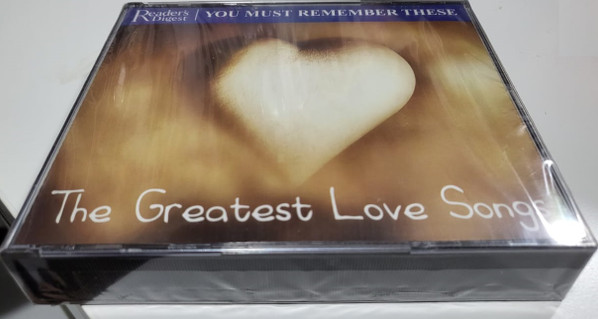 Reader's Digest
YOU MUST REMEMBER THESE
The Greatest Love Songs